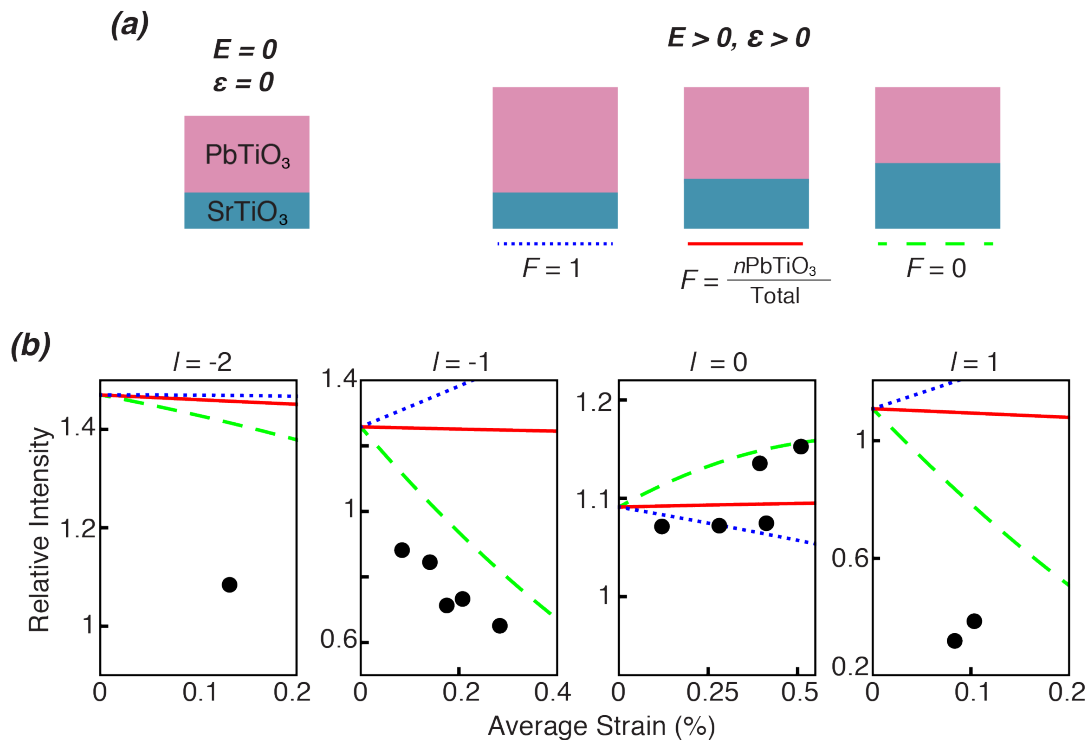 (a)
E = 0
ε = 0
E > 0, ε > 0
PbTiO₃
SrTiO₃
F = 1
F = nPbTiO₃
Total
F = 0
(b)
l = -2
l = -1
l = 0
l = 1
Relative Intensity
1.4
1.2
1
0
0.1
0.2
1.4
1
0.6
0
0.2
0.4
1.2
1.1
1
0
0.25
0.5
1
0.6
0.2
0
0.1
0.2
Average Strain (%)